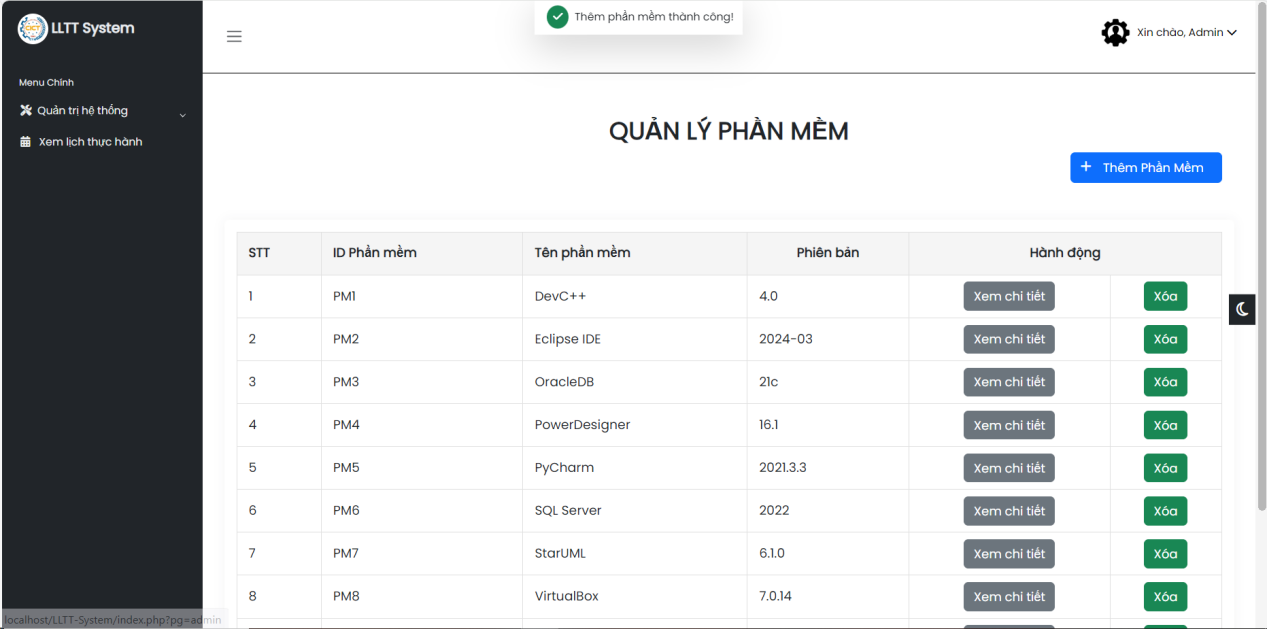 CICT
LLTT System
Thêm phần mềm thành công!
Xin chào, Admin
Menu Chính
Quản trị hệ thống
Xem lịch thực hành
QUẢN LÝ PHẦN MỀM
+ Thêm Phần Mềm
STT ID Phần mềm Tên phần mềm Phiên bản Hành động
1 PM1 DevC++ 4.0 Xem chi tiết Xóa
2 PM2 Eclipse IDE 2024-03 Xem chi tiết Xóa
3 PM3 OracleDB 21c Xem chi tiết Xóa
4 PM4 PowerDesigner 16.1 Xem chi tiết Xóa
5 PM5 PyCharm 2021.3.3 Xem chi tiết Xóa
6 PM6 SQL Server 2022 Xem chi tiết Xóa
7 PM7 StarUML 6.1.0 Xem chi tiết Xóa
8 PM8 VirtualBox 7.0.14 Xem chi tiết Xóa
localhost/LLTT-System/index.php?pg=admin